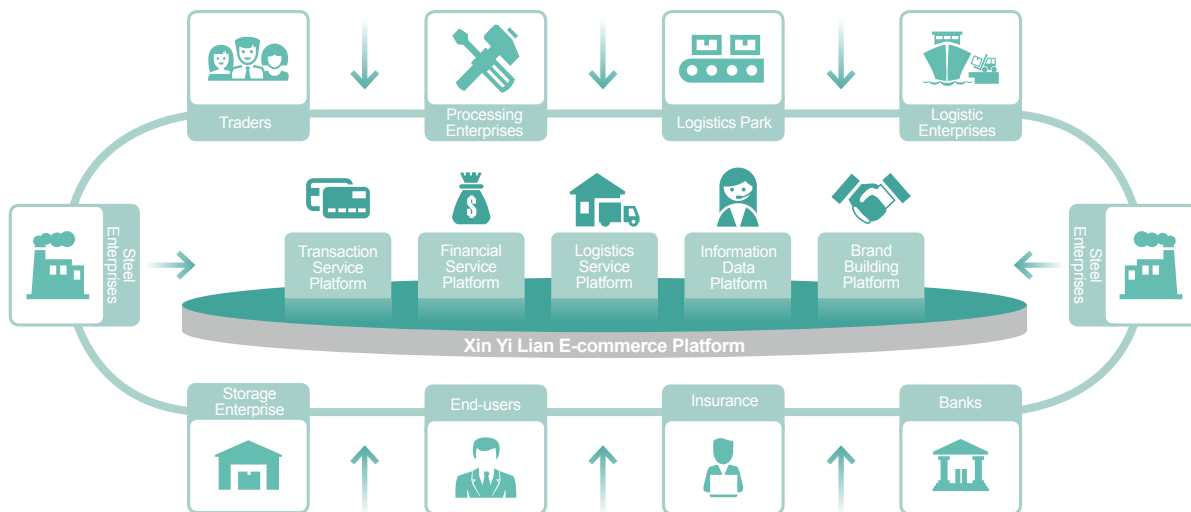 Traders
Processing
Enterprises
Logistics Park
Logistic
Enterprises
Steel
Enterprises
$
Transaction
Service
Platform
Financial
Service
Platform
Logistics
Service
Platform
Information
Data
Platform
Brand
Building
Platform
Steel
Enterprises
Xin Yi Lian E-commerce Platform
Storage
Enterprise
End-users
Insurance
Banks